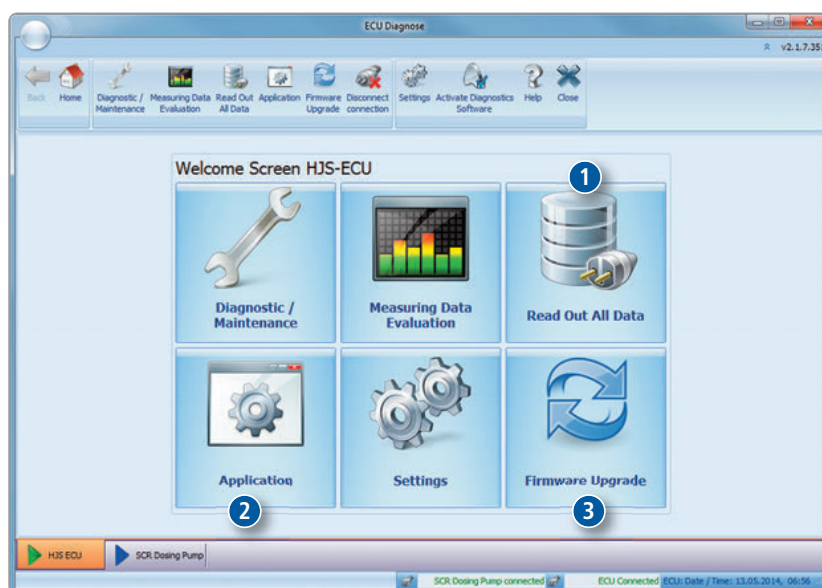 ECU Diagnose
v2.1.7.35
Back Home Diagnostic / Maintenance Measuring Data Evaluation Read Out All Data Application Firmware Upgrade Disconnect connection Settings Activate Diagnostics Software Help Close
Welcome Screen HJS-ECU
1
Diagnostic /
Maintenance
Measuring Data
Evaluation
Read Out All Data
Application
Settings
Firmware Upgrade
2
3
HJS ECU SCR Dosing Pump
SCR Dosing Pump connected ECU Connected ECU: Date / Time: 13.05.2014, 06:56